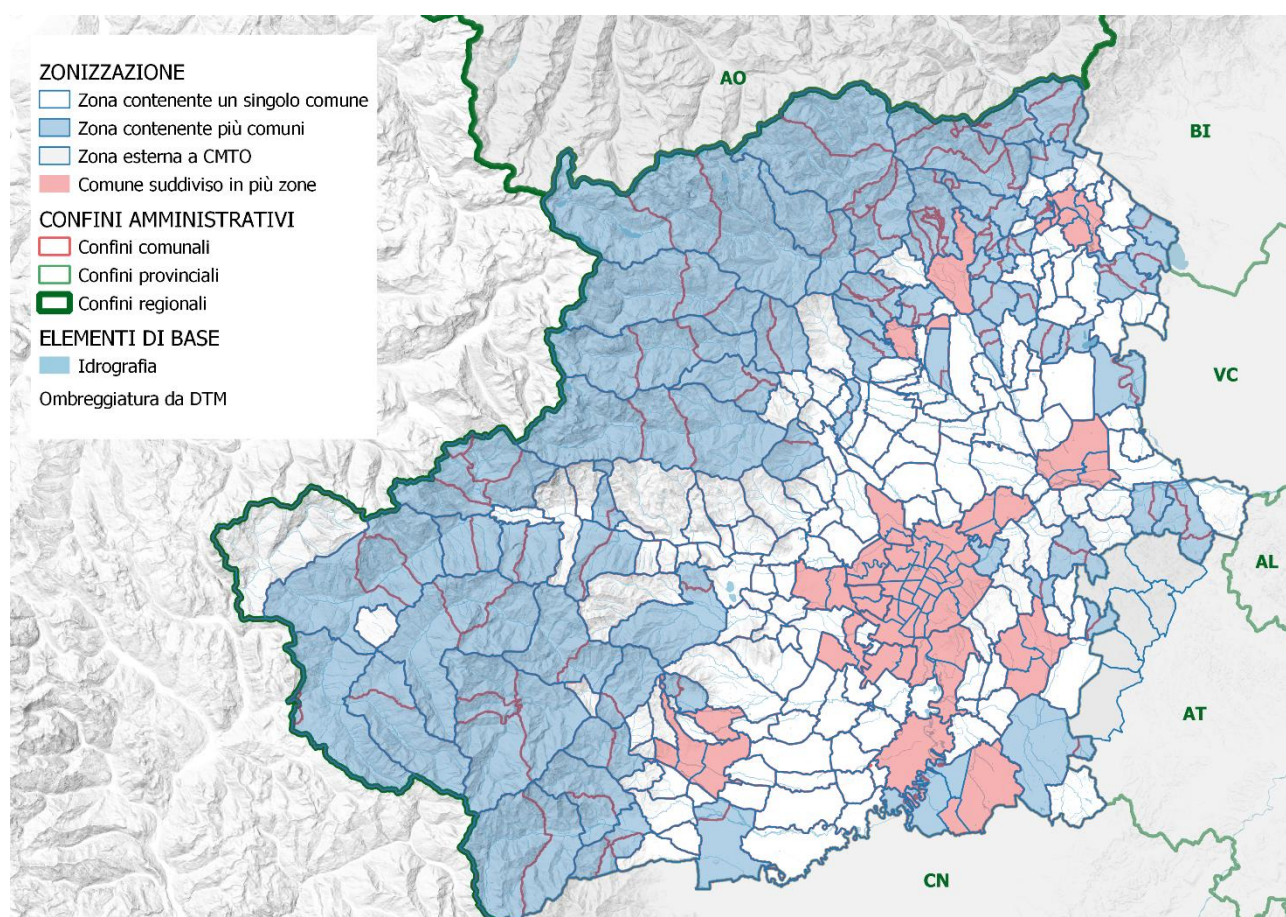 ZONIZZAZIONE
Zona contenente un singolo comune
Zona contenente più comuni
Zona esterna a CMTO
Comune suddiviso in più zone
CONFINI AMMINISTRATIVI
Confini comunali
Confini provinciali
Confini regionali
ELEMENTI DI BASE
Idrografia
Ombreggiatura da DTM
AO
BI
VC
AL
AT
CN